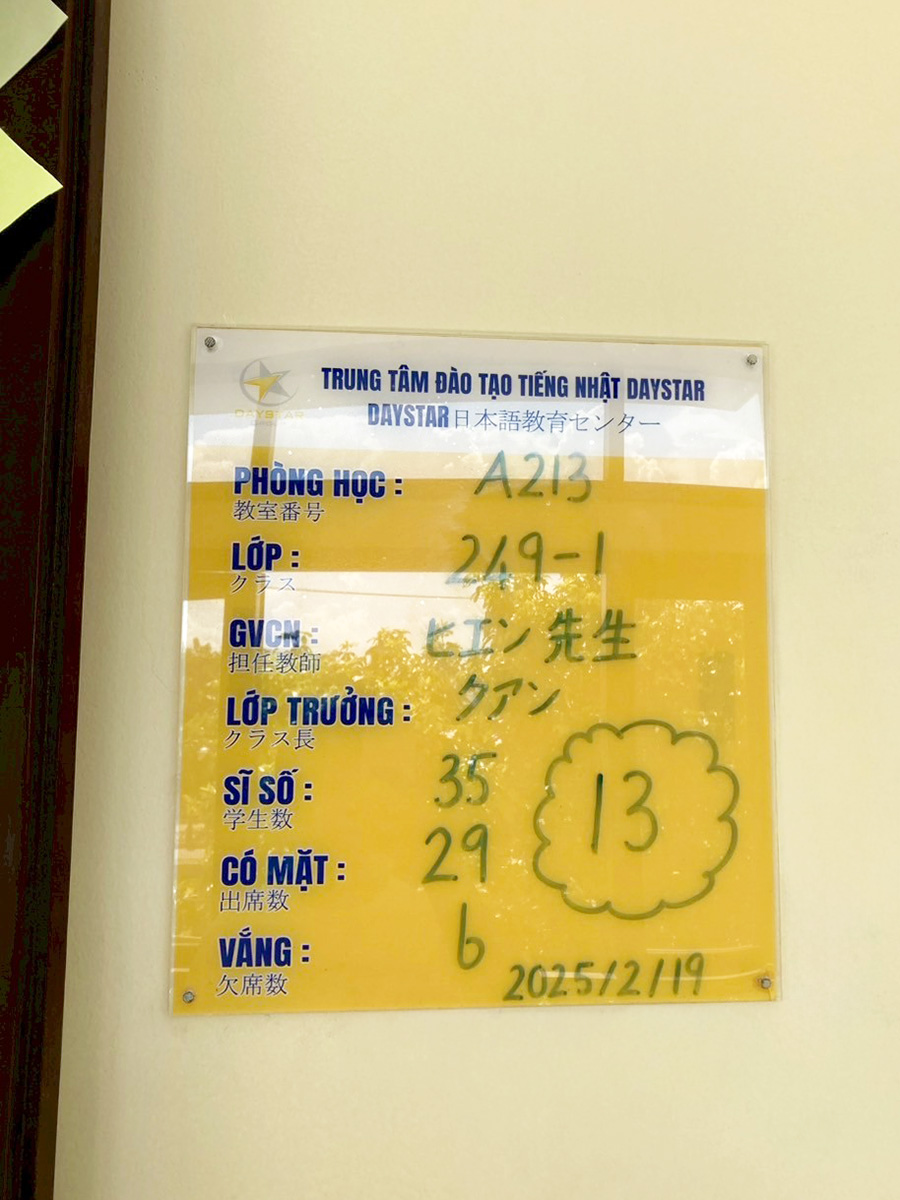 TRUNG TÂM ĐÀO TẠO TIẾNG NHẬT DAYSTAR
DAYSTAR
DAYSTAR日本語教育センター
PHÒNG HỌC : A213
教室番号
LỚP : 249-1
クラス
GVCN : ヒエン先生
担任教師
LỚP TRƯỞNG : クアン
クラス長
SĨ SỐ : 35
学生数
13
CÓ MẶT : 29
出席数
VẮNG : 6
欠席数
2025/2/19